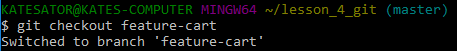 KATESATOR@KATES-COMPUTER MINGW64 ~/lesson_4_git (master)
$ git checkout feature-cart
Switched to branch 'feature-cart'